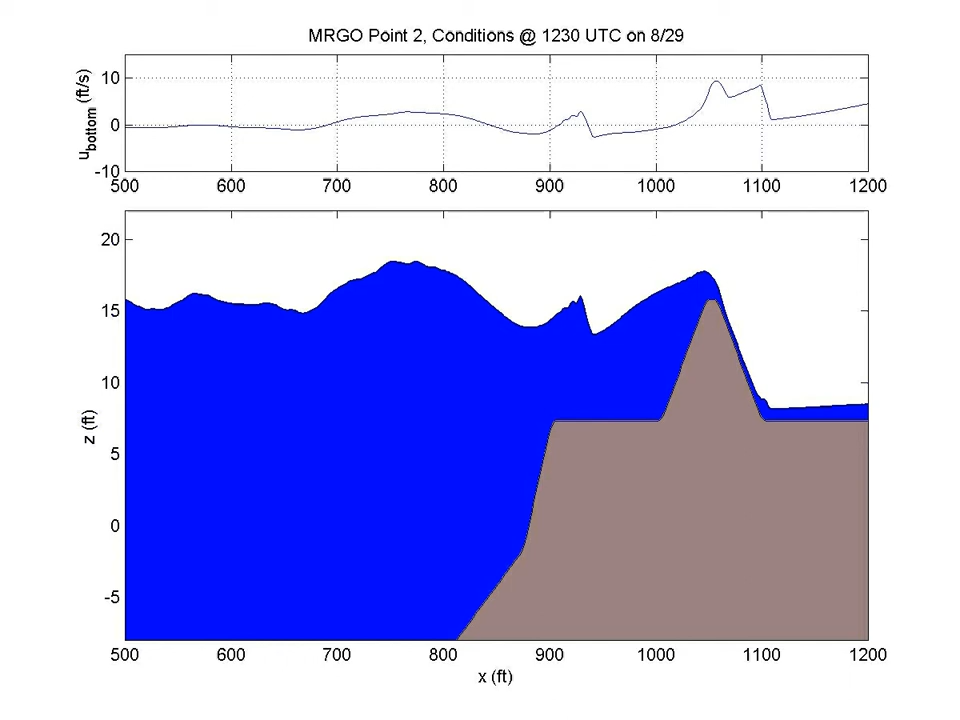 MRGO Point 2, Conditions @ 1230 UTC on 8/29
u_bottom (ft/s)
10
0
-10
500 600 700 800 900 1000 1100 1200
z (ft)
20
15
10
5
0
-5
500 600 700 800 900 1000 1100 1200
x (ft)